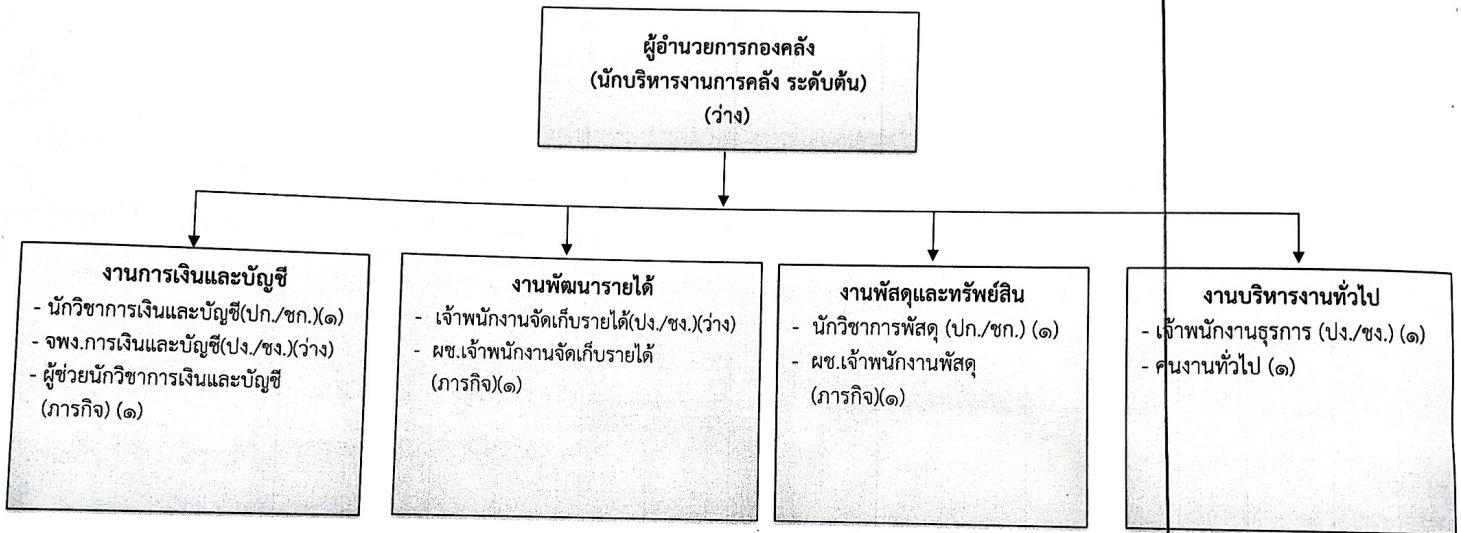 ผู้อำนวยการกองคลัง
(นักบริหารงานการคลัง ระดับต้น)
(ว่าง)
งานการเงินและบัญชี
- นักวิชาการเงินและบัญชี(ปก./ชก.)(๑)
- จพง.การเงินและบัญชี(ปง./ชง.)(ว่าง)
- ผู้ช่วยนักวิชาการเงินและบัญชี
(ภารกิจ) (๑)
งานพัฒนารายได้
- เจ้าพนักงานจัดเก็บรายได้(ปง./ชง.)(ว่าง)
- ผช.เจ้าพนักงานจัดเก็บรายได้
(ภารกิจ)(๑)
งานพัสดุและทรัพย์สิน
- นักวิชาการพัสดุ (ปก./ชก.) (๑)
- ผช.เจ้าพนักงานพัสดุ
(ภารกิจ)(๑)
งานบริหารงานทั่วไป
- เจ้าพนักงานธุรการ (ปง./ชง.) (๑)
- คนงานทั่วไป (๑)